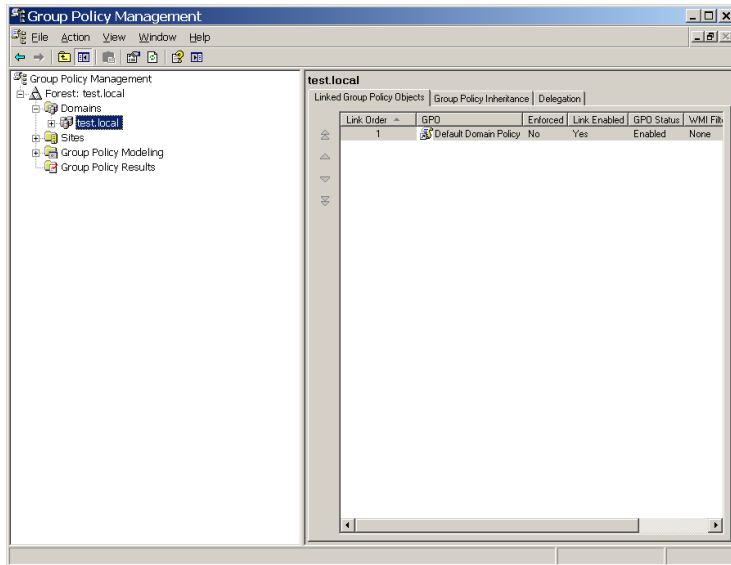 Group Policy Management
File Action View Window Help
Group Policy Management
Forest: test.local
Domains
test.local
Sites
Group Policy Modeling
Group Policy Results
test.local
Linked Group Policy Objects Group Policy Inheritance Delegation
Link Order GPO Enforced Link Enabled GPO Status WMI Filt
1 Default Domain Policy No Yes Enabled None